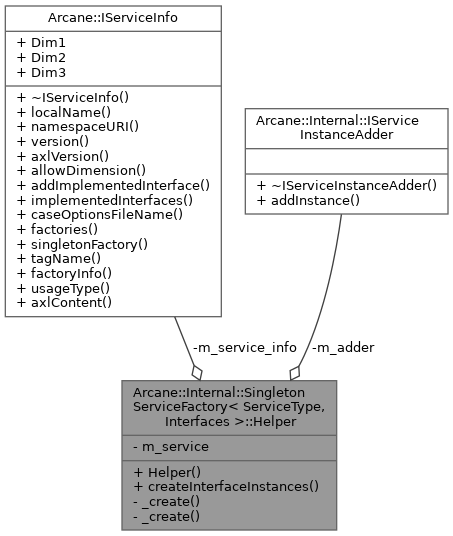 Arcane::IServiceInfo
+ Dim1
+ Dim2
+ Dim3
+ ~IServiceInfo()
+ localName()
+ namespaceURI()
+ version()
+ axlVersion()
+ allowDimension()
+ addImplementedInterface()
+ implementedInterfaces()
+ caseOptionsFileName()
+ factories()
+ singletonFactory()
+ tagName()
+ factoryInfo()
+ usageType()
+ axlContent()
Arcane::Internal::IService
InstanceAdder
+ ~IServiceInstanceAdder()
+ addInstance()
-m_service_info
-m_adder
Arcane::Internal::Singleton
ServiceFactory< ServiceType,
Interfaces >::Helper
- m_service
+ Helper()
+ createInterfaceInstances()
- _create()
- _create()